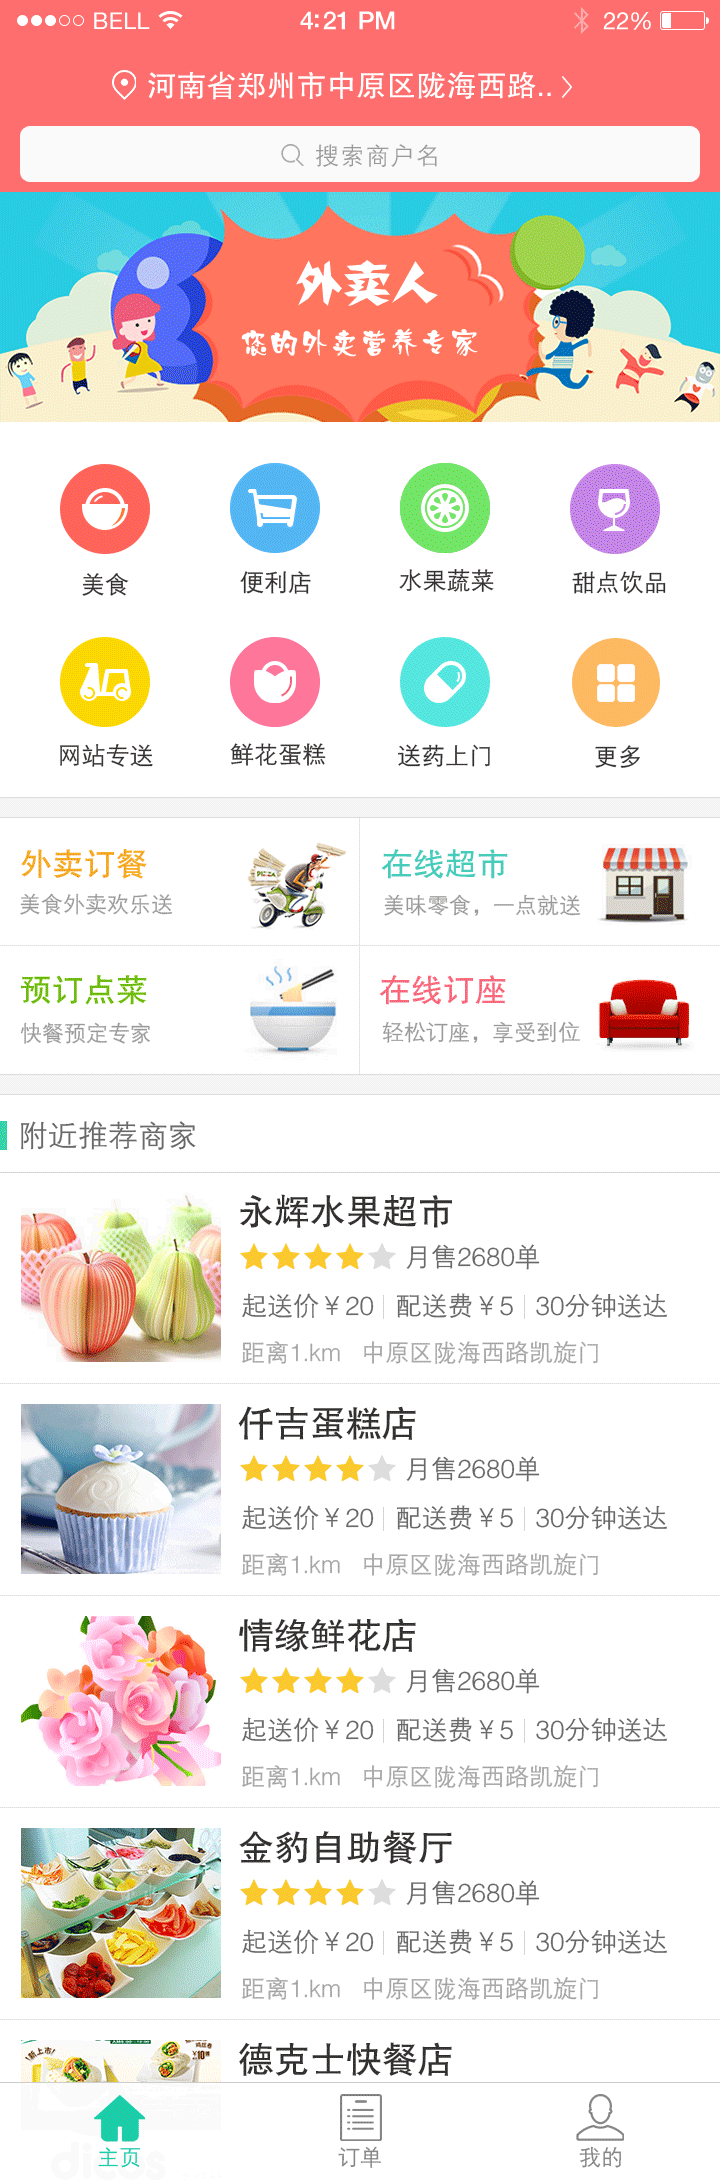 BELL 4:21 PM 22%
河南省郑州市中原区陇海西路..
搜索商户名
外卖人
您的外卖营养专家
美食 便利店 水果蔬菜 甜点饮品
网站专送 鲜花蛋糕 送药上门 更多
外卖订餐
美食外卖欢乐送
在线超市
美味零食，一点就送
预订点菜
快餐预定专家
在线订座
轻松订座，享受到位
附近推荐商家
永辉水果超市
月售2680单
起送价￥20 配送费￥5 30分钟送达
距离1.km 中原区陇海西路凯旋门
仟吉蛋糕店
月售2680单
起送价￥20 配送费￥5 30分钟送达
距离1.km 中原区陇海西路凯旋门
情缘鲜花店
月售2680单
起送价￥20 配送费￥5 30分钟送达
距离1.km 中原区陇海西路凯旋门
金豹自助餐厅
月售2680单
起送价￥20 配送费￥5 30分钟送达
距离1.km 中原区陇海西路凯旋门
德克士快餐店
新上市!
dicos
主页 订单 我的